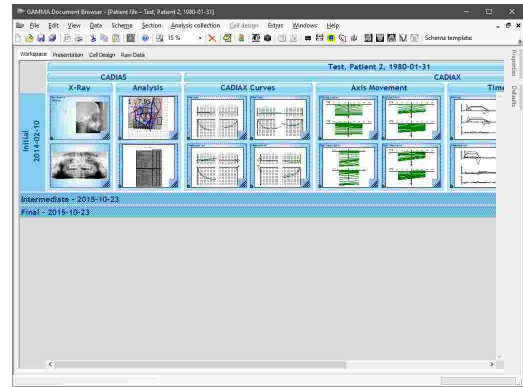 GAMMA Document Browser - [Patient file - Test, Patient 2, 1980-01-31]
File Edit View Data Schema Section Analysis collection Cell design Extras Windows Help
15 % Schema template
Workspace Presentation Cell Design Raw Data
Properties
Defaults
Test, Patient 2, 1980-01-31
CADIAS CADIAX
X-Ray Analysis CADIAX Curves Axis Movement Time
Initial
2014-02-10
Intermediate - 2015-10-23
Final - 2015-10-23